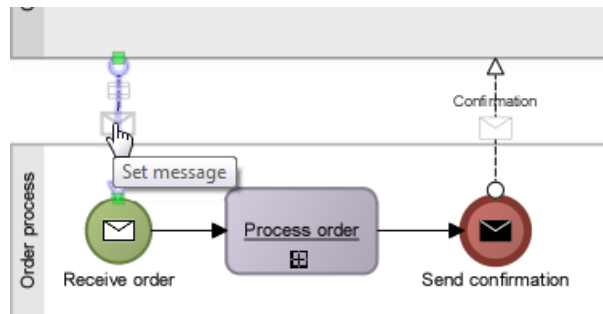 Confirmation
Set message
Order process
Process order
Receive order
Send confirmation